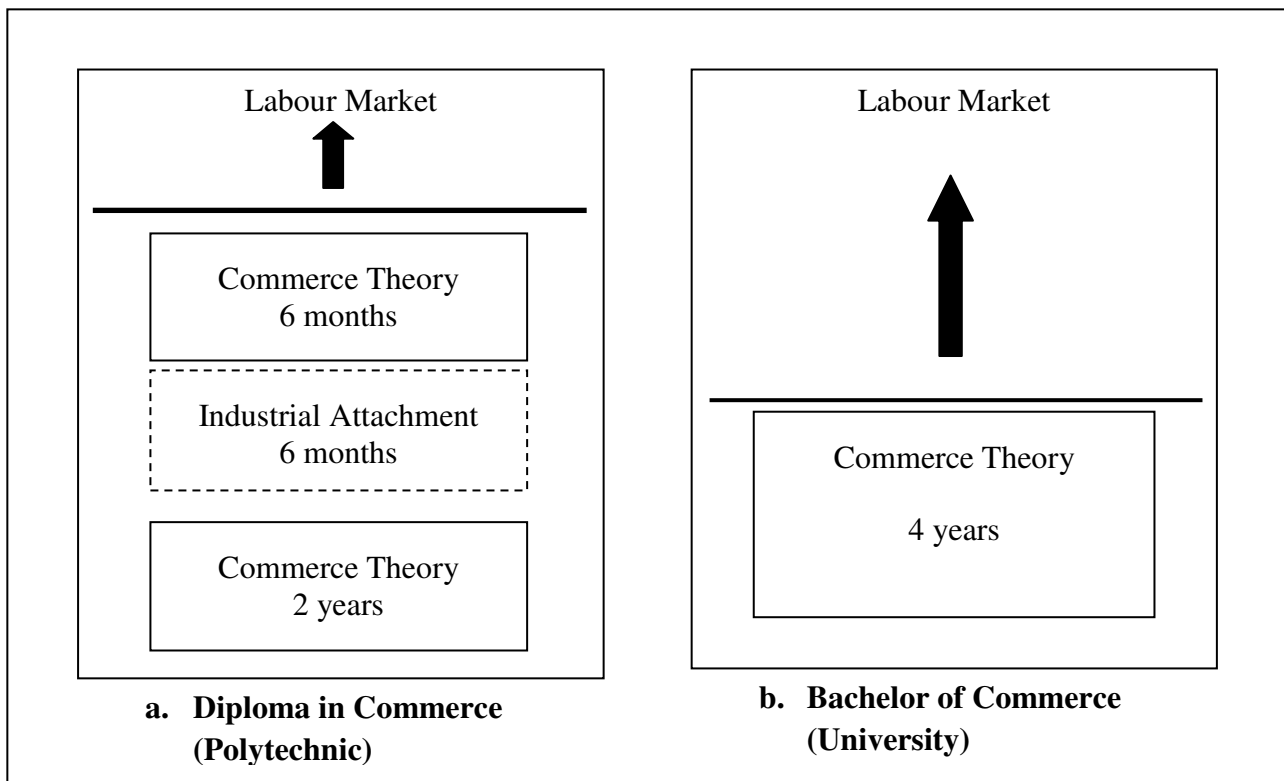 Labour Market
Commerce Theory
6 months
Industrial Attachment
6 months
Commerce Theory
2 years
a. Diploma in Commerce
(Polytechnic)
Labour Market
Commerce Theory
4 years
b. Bachelor of Commerce
(University)